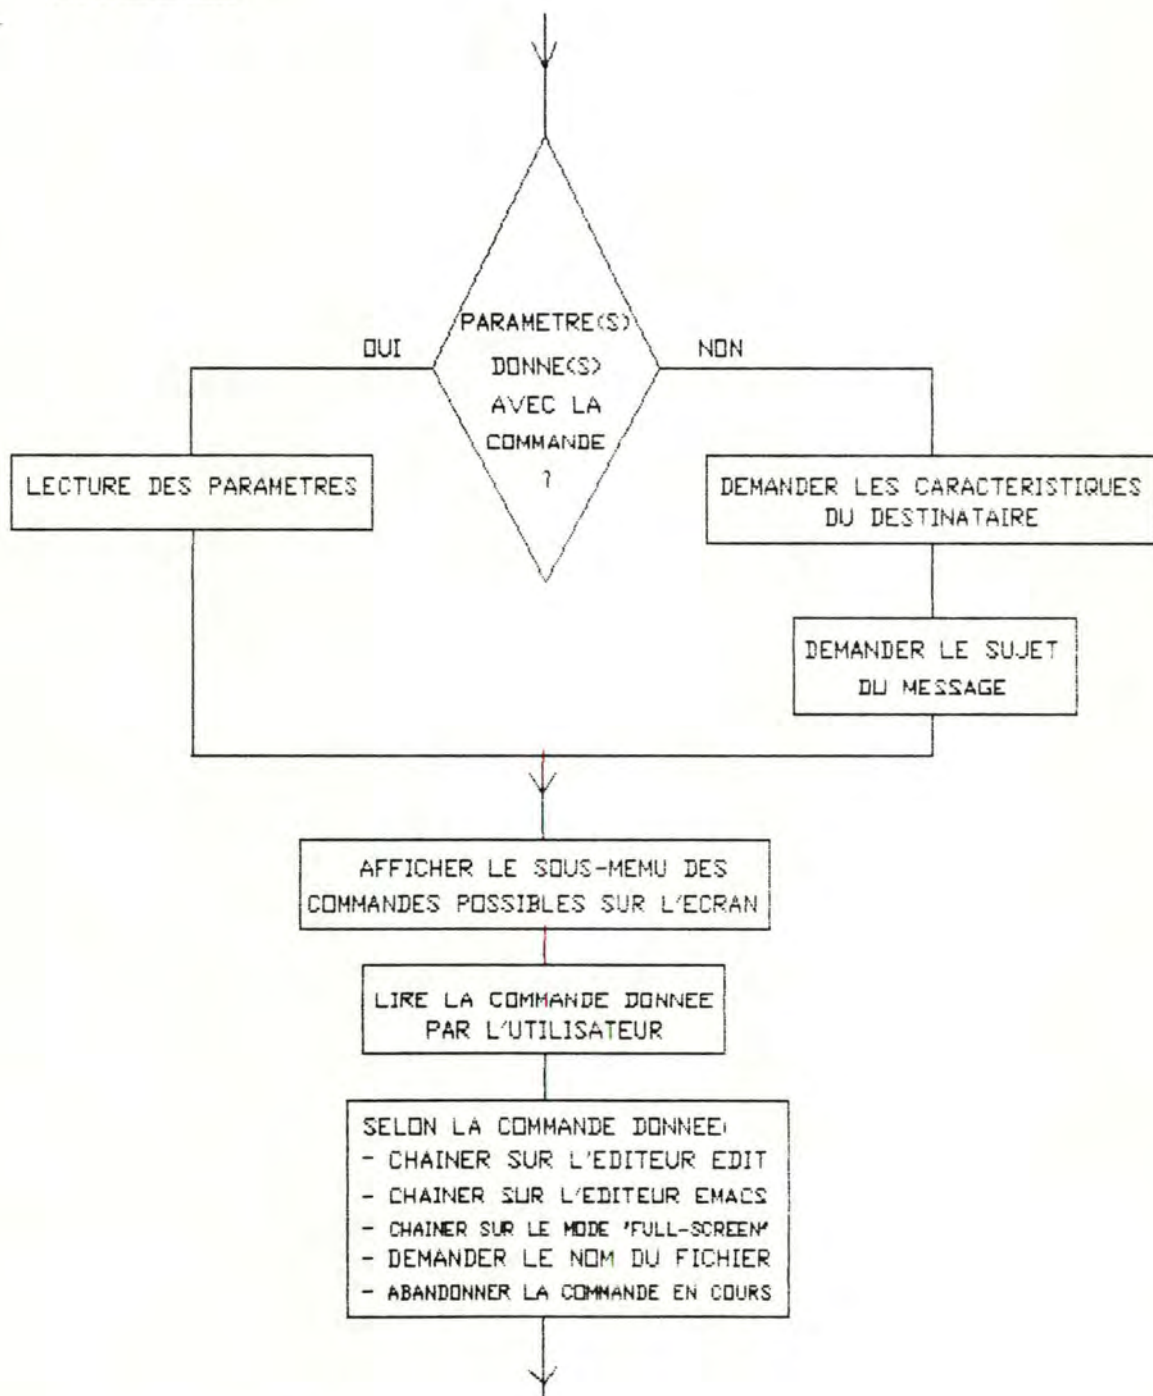 PARAMETRE(S)
OUI
NON
DONNE(S)
AVEC LA
COMMANDE
?
LECTURE DES PARAMETRES
DEMANDER LES CARACTERISTIQUES
DU DESTINATAIRE
DEMANDER LE SUJET
DU MESSAGE
AFFICHER LE SOUS-MEMU DES
COMMANDES POSSIBLES SUR L'ECRAN
LIRE LA COMMANDE DONNEE
PAR L'UTILISATEUR
SELON LA COMMANDE DONNEE:
- CHAINER SUR L'EDITEUR EDIT
- CHAINER SUR L'EDITEUR EMACS
- CHAINER SUR LE MODE 'FULL-SCREEN'
- DEMANDER LE NOM DU FICHIER
- ABANDONNER LA COMMANDE EN COURS